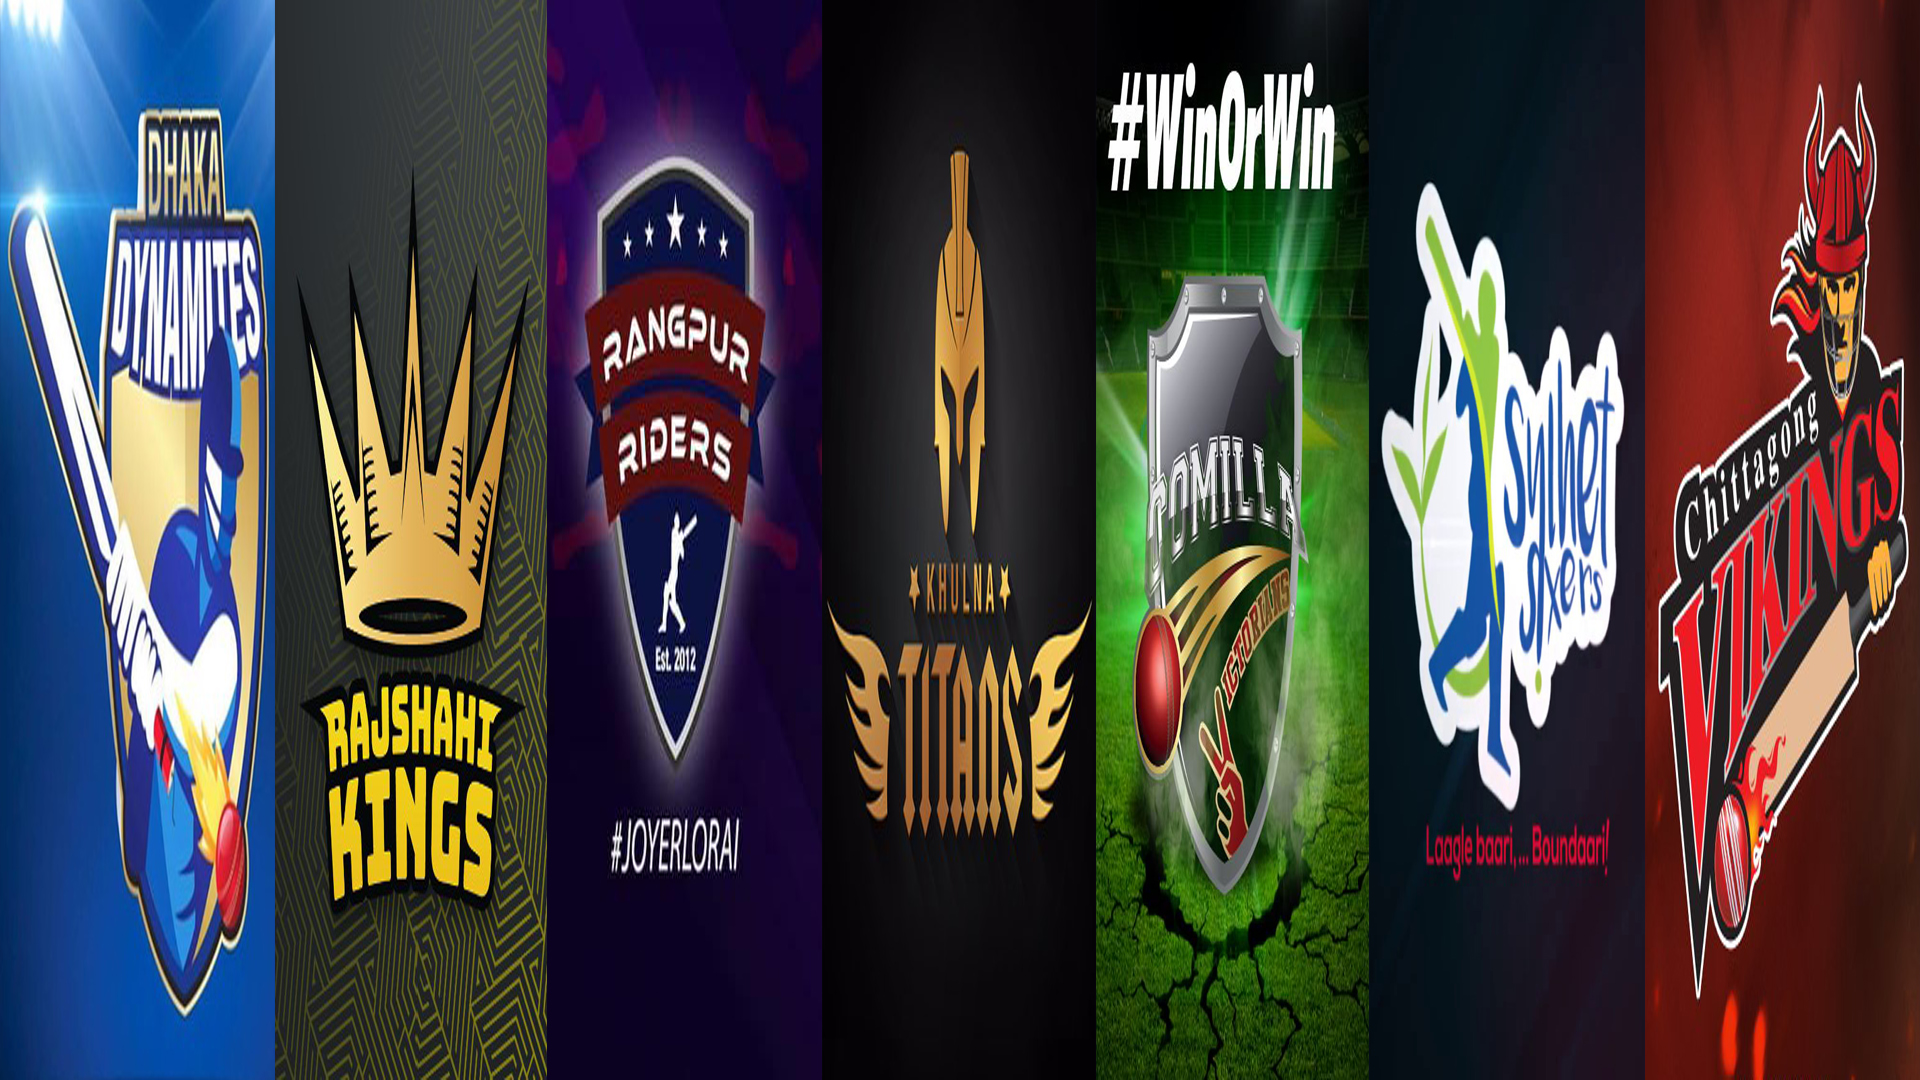 DHAKA
DYNAMITES
RAJSHAHI
KINGS
RANGPUR
RIDERS
Est. 2012
#JOYERLORAI
KHULNA
TITANS
#WinOrWin
COMILLA
VICTORIANS
Sylhet
sixers
Laagle baari,... Boundaari!
Chittagong
VIKINGS